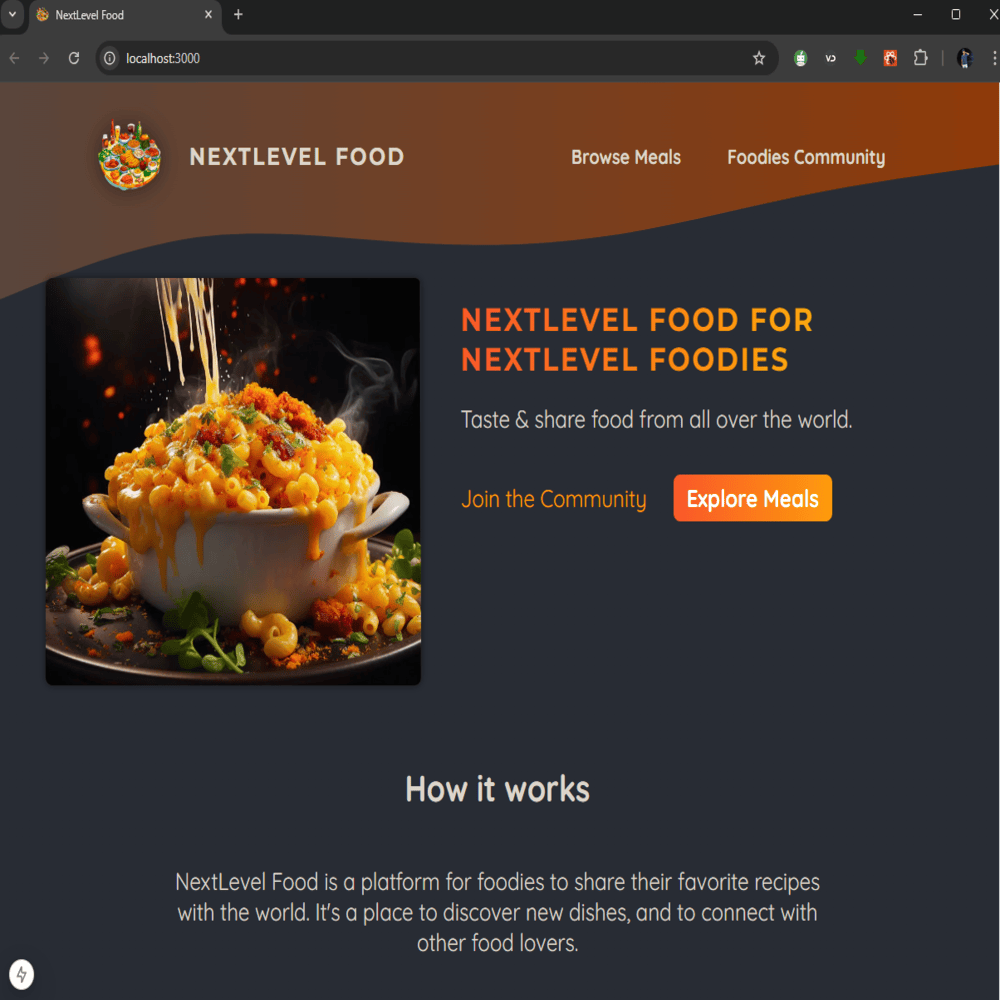 NextLevel Food
localhost:3000
NEXTLEVEL FOOD
Browse Meals
Foodies Community
NEXTLEVEL FOOD FOR
NEXTLEVEL FOODIES
Taste & share food from all over the world.
Join the Community
Explore Meals
How it works
NextLevel Food is a platform for foodies to share their favorite recipes
with the world. It's a place to discover new dishes, and to connect with
other food lovers.